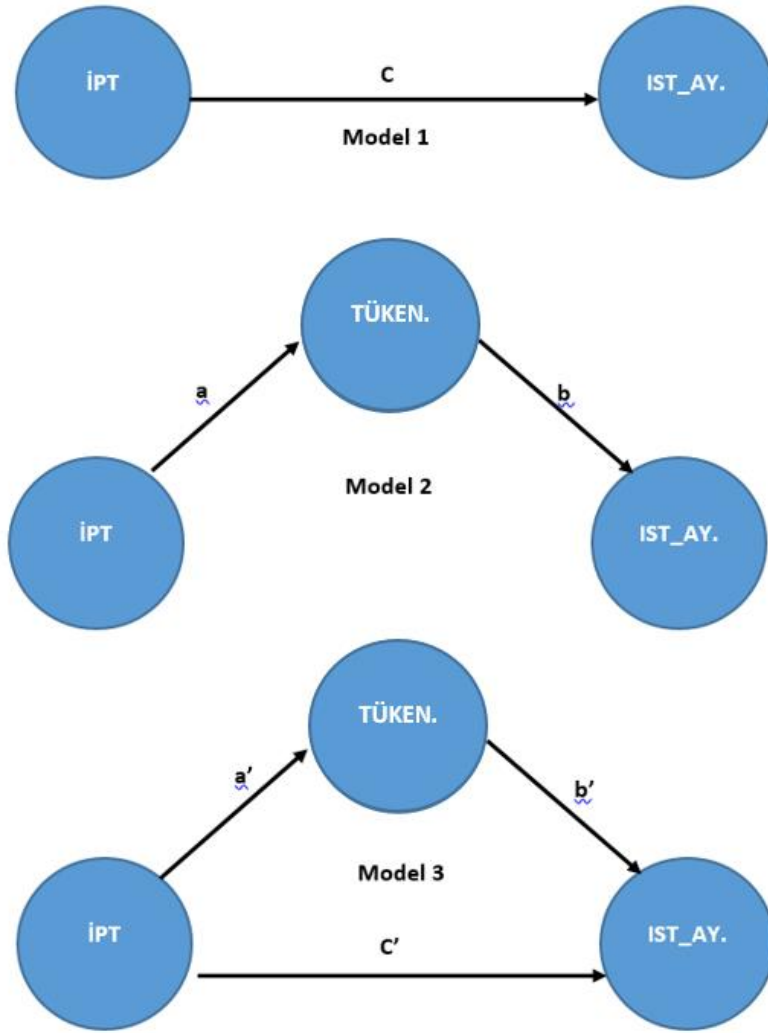 İPT
C
IST_AY.
Model 1
TÜKEN.
a
b
Model 2
İPT
IST_AY.
TÜKEN.
a’
b’
Model 3
İPT
C’
IST_AY.